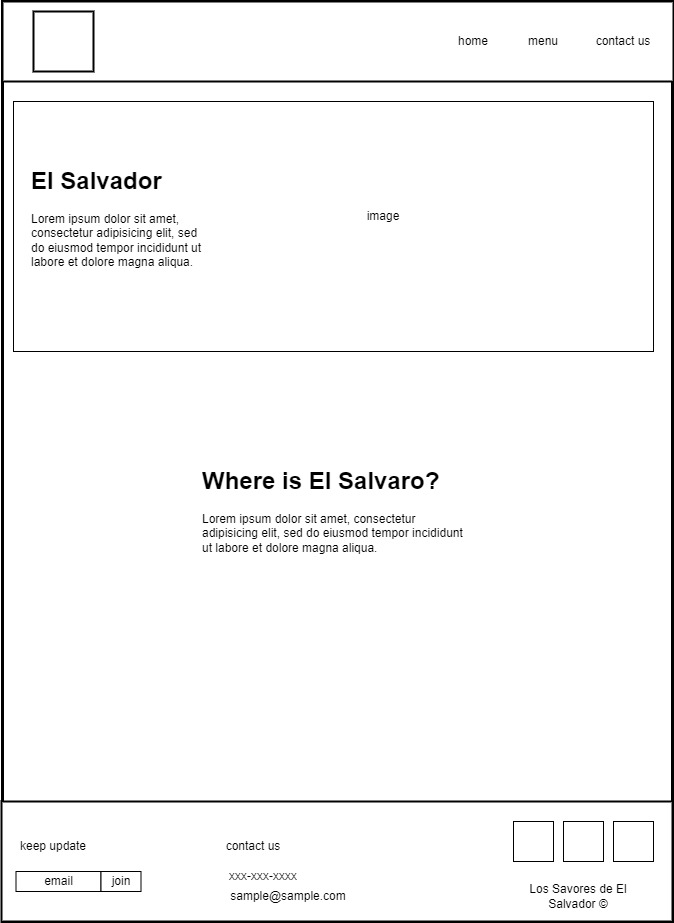 home menu contact us
El Salvador
Lorem ipsum dolor sit amet,
consectetur adipisicing elit, sed
do eiusmod tempor incididunt ut
labore et dolore magna aliqua.
image
Where is El Salvaro?
Lorem ipsum dolor sit amet, consectetur
adipisicing elit, sed do eiusmod tempor incididunt
ut labore et dolore magna aliqua.
keep update
email join
contact us
xxx-xxx-xxxx
sample@sample.com
Los Savores de El
Salvador ©